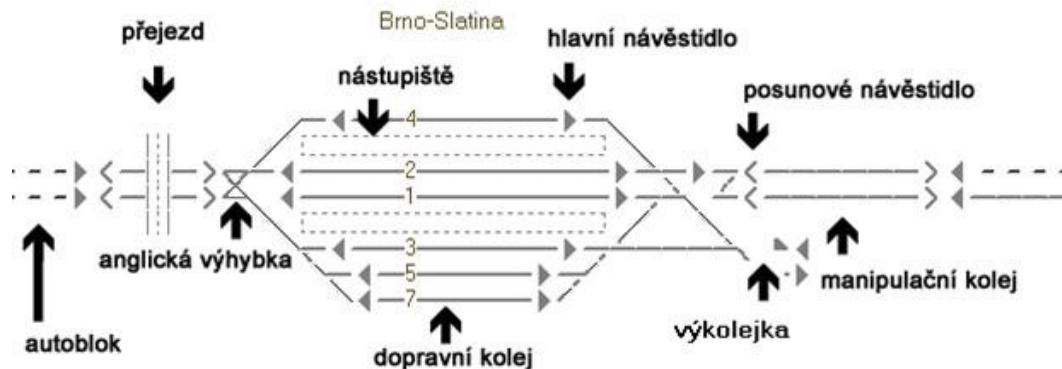 Brno-Slatina
přejezd
hlavní návěstidlo
nástupiště
posunové návěstidlo
4
2
1
3
5
7
anglická výhybka
manipulační kolej
výkolejka
autoblok
dopravní kolej